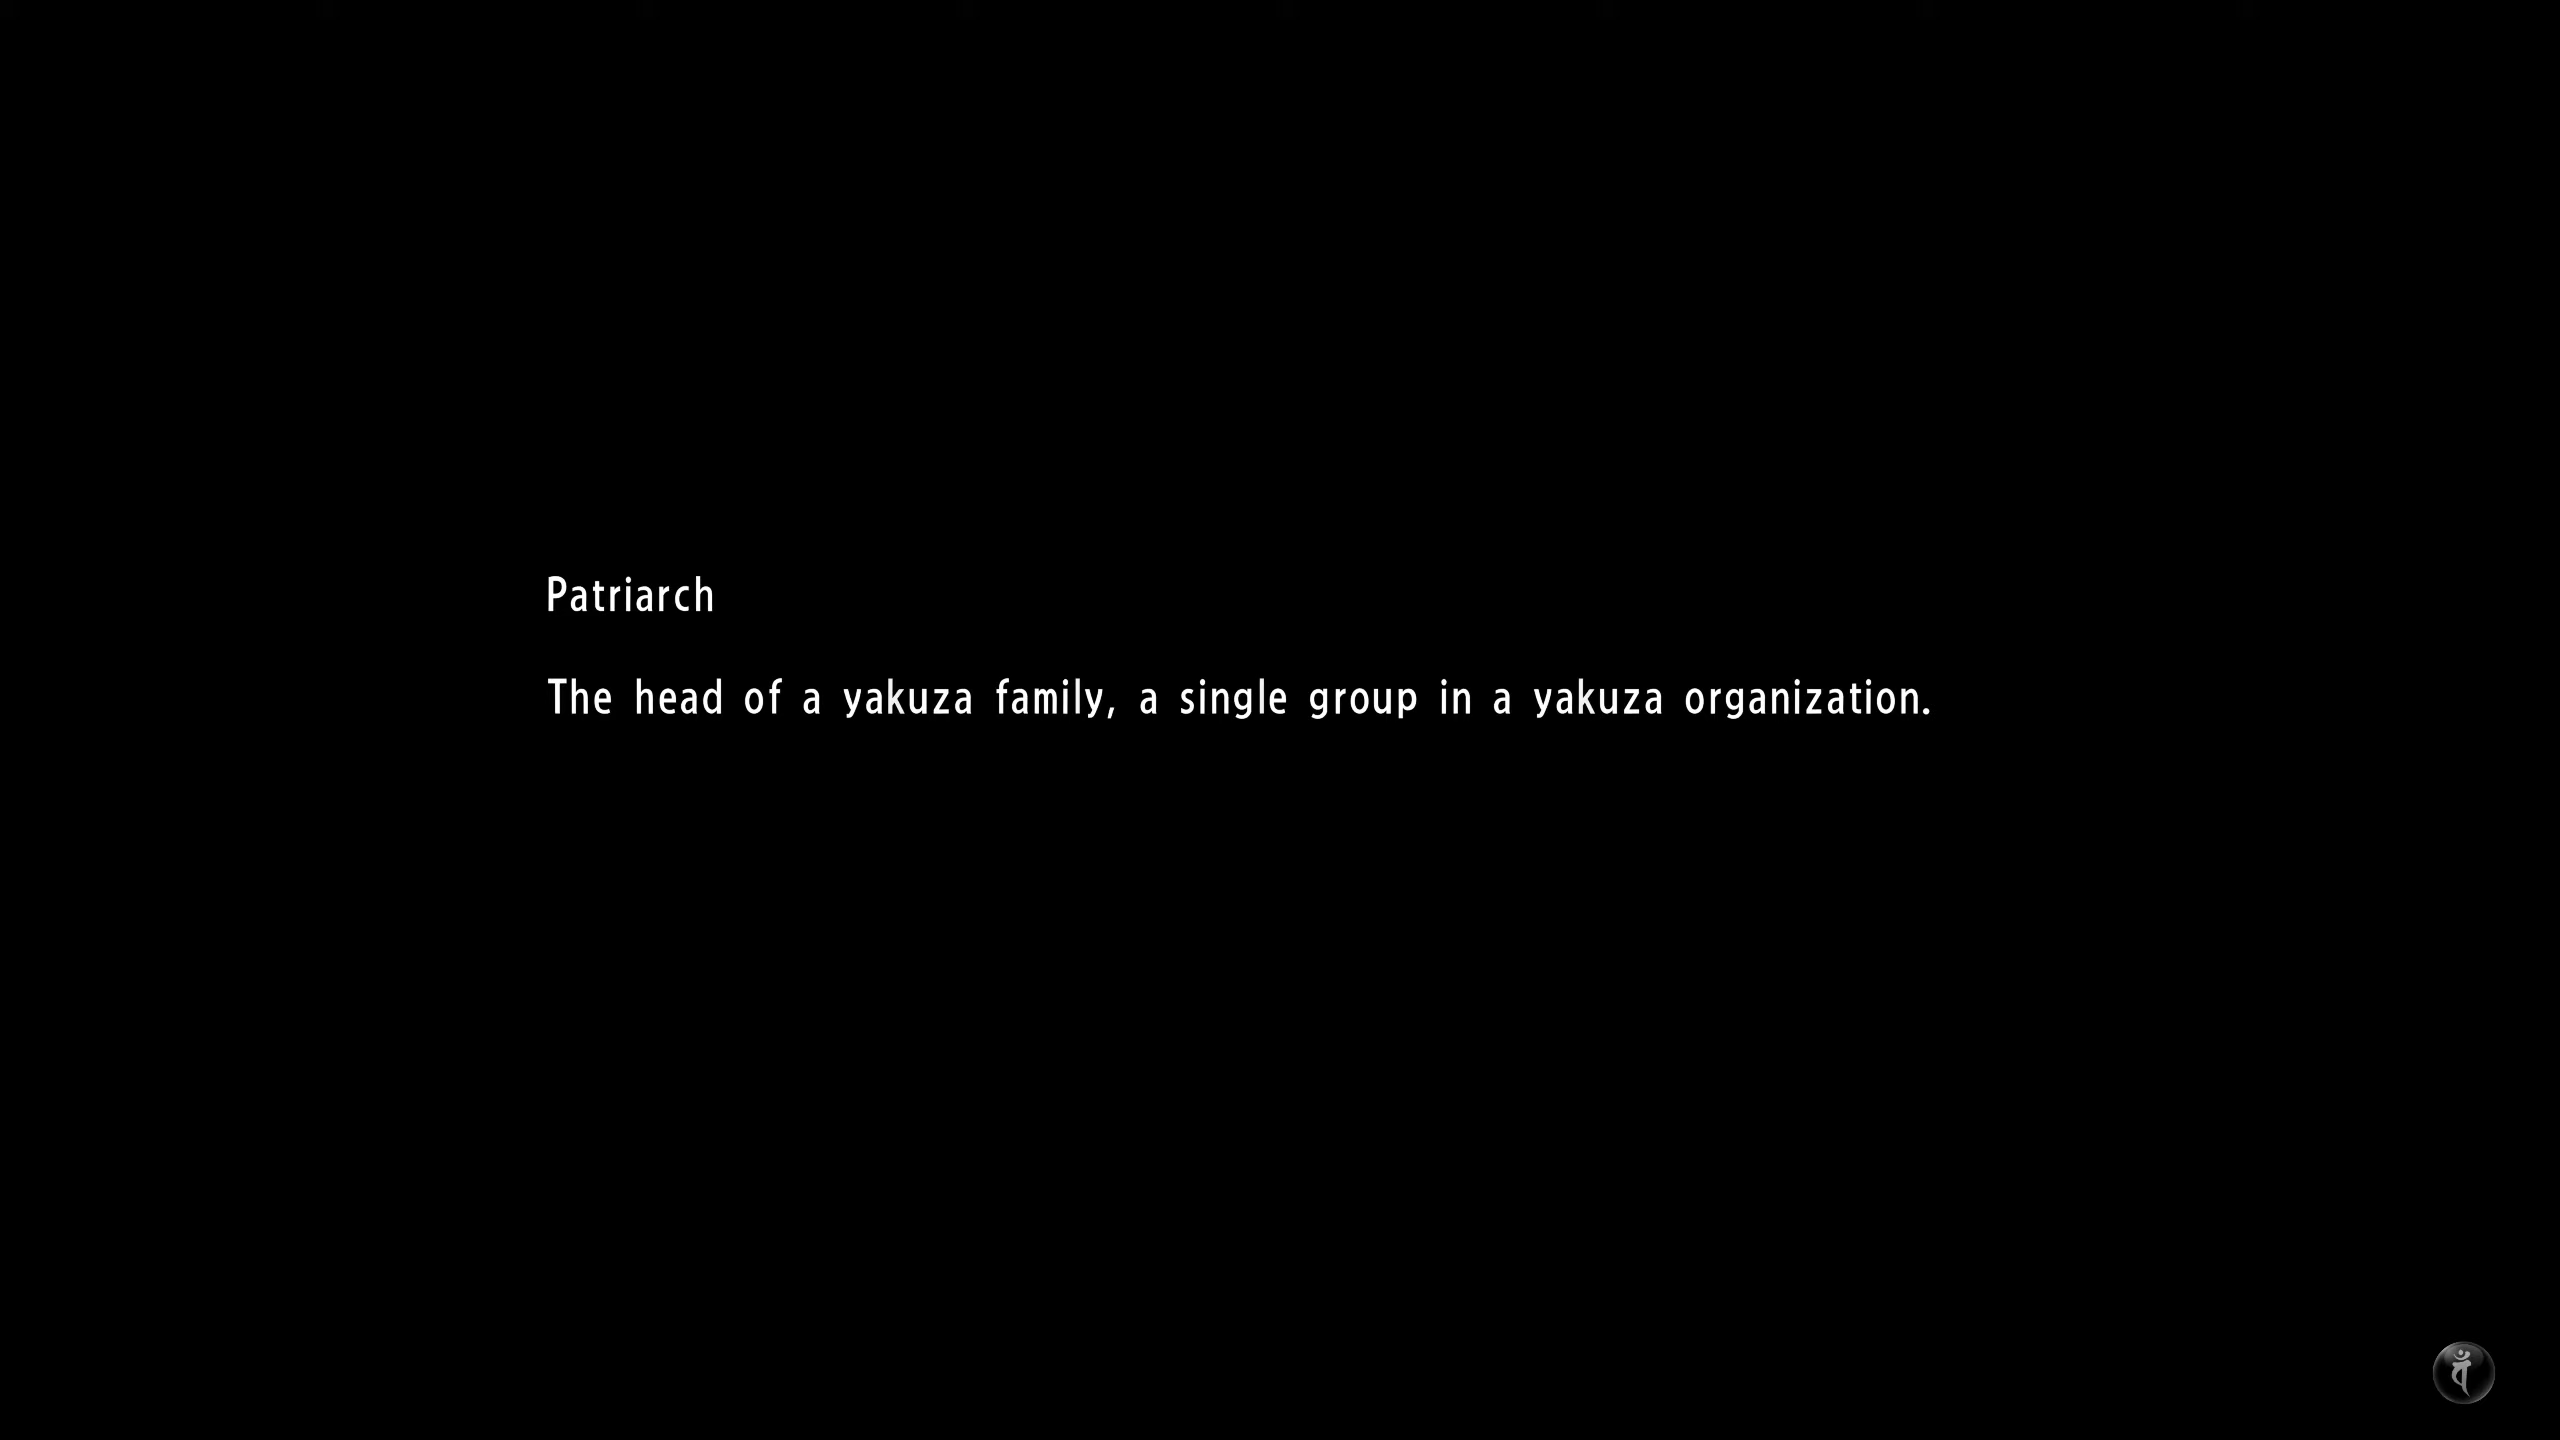 Patriarch
The head of a yakuza family, a single group in a yakuza organization.